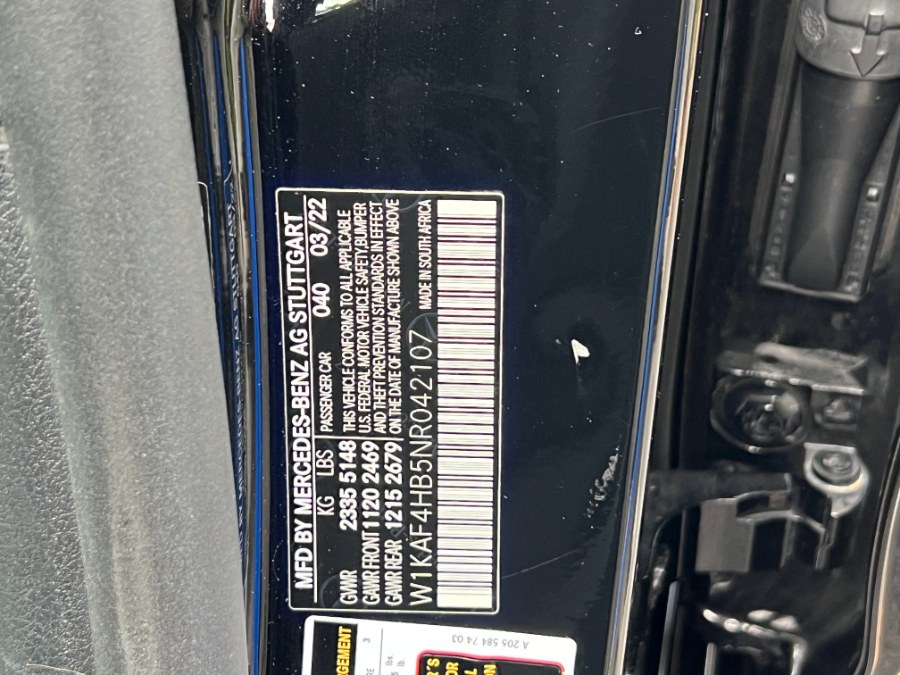 MFD BY MERCEDES-BENZ AG STUTTGART
KG LBS PASSENGER CAR 040 03/22
GVWR 2335 5148 THIS VEHICLE CONFORMS TO ALL APPLICABLE
U.S. FEDERAL MOTOR VEHICLE SAFETY,BUMPER
GAWR FRONT 1120 2469 AND THEFT PREVENTION STANDARDS IN EFFECT
GAWR REAR 1215 2679 ON THE DATE OF MANUFACTURE SHOWN ABOVE
W1KAF4HB5NR042107 MADE IN SOUTH AFRICA
A 205 584 74 03